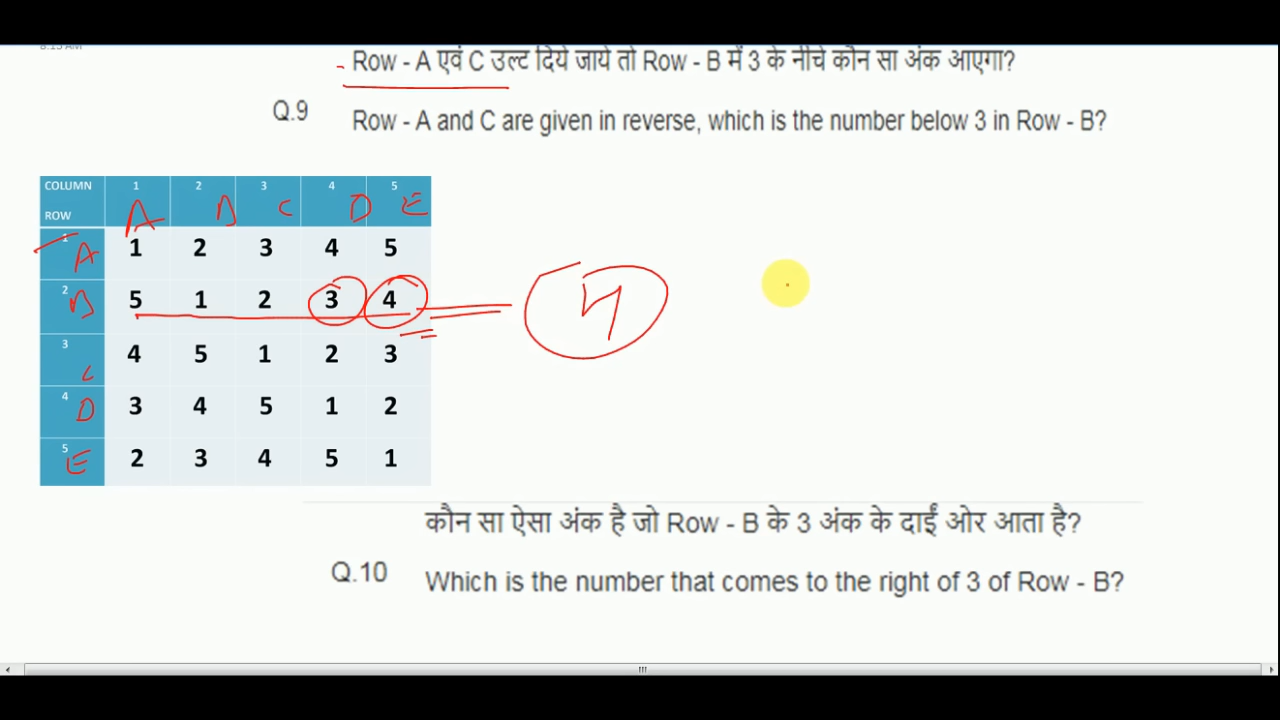 8:15 AM
Row - A एवं C उल्ट दिये जाये तो Row - B में 3 के नीचे कौन सा अंक आएगा?
Q.9
Row - A and C are given in reverse, which is the number below 3 in Row - B?
COLUMN 1 2 3 4 5
ROW A B C D E
1 A 1 2 3 4 5
2 B 5 1 2 3 4
4
3 C 4 5 1 2 3
4 D 3 4 5 1 2
5 E 2 3 4 5 1
कौन सा ऐसा अंक है जो Row - B के 3 अंक के दाईं ओर आता है?
Q.10
Which is the number that comes to the right of 3 of Row - B?